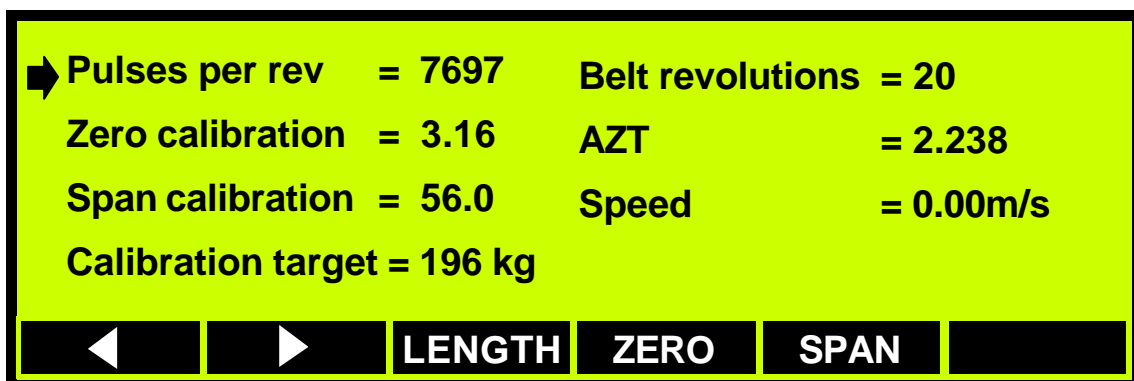 Pulses per rev = 7697 Belt revolutions = 20
Zero calibration = 3.16 AZT = 2.238
Span calibration = 56.0 Speed = 0.00m/s
Calibration target = 196 kg
LENGTH ZERO SPAN